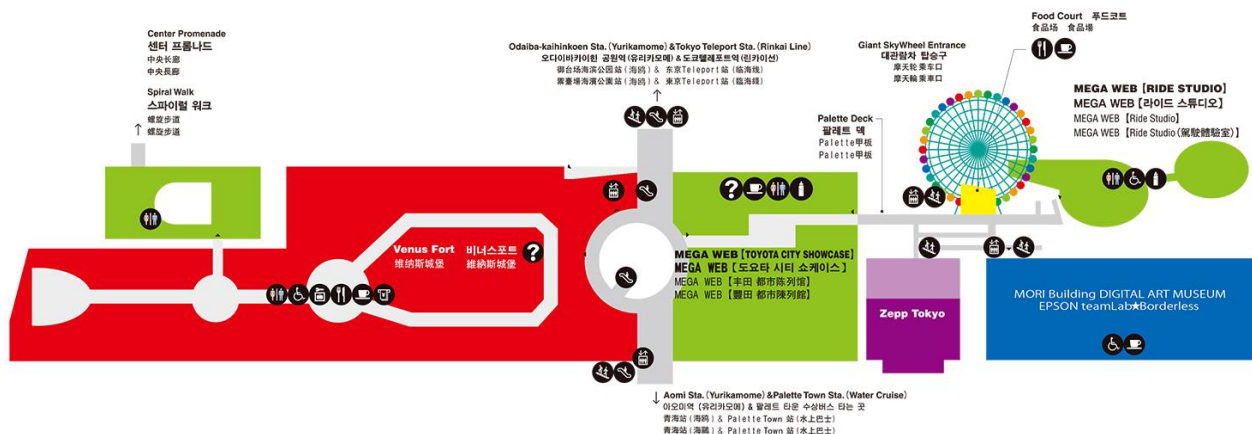 Center Promenade
센터 프롬나드
中央长廊
中央長廊
Spiral Walk
스파이럴 워크
螺旋步道
螺旋步道
Odaiba-kaihinkoen Sta. (Yurikamome) &Tokyo Teleport Sta. (Rinkai Line)
오다이바카이힌 공원역 (유리카모메) & 도쿄텔레포트역 (린카이선)
御台场海滨公园站 (海鸥) & 东京Teleport 站 (临海线)
禦臺場海濱公園站 (海鷗) & 東京Teleport 站 (臨海綫)
Food Court 푸드코트
食品场 食品場
Giant SkyWheel Entrance
대관람차 탑승구
摩天轮乘车口
摩天輪乘車口
Palette Deck
팔레트 덱
Palette甲板
Palette甲板
MEGA WEB【RIDE STUDIO】
MEGA WEB【라이드 스튜디오】
MEGA WEB【Ride Studio】
MEGA WEB【Ride Studio (駕駛體驗室)】
Venus Fort 비너스포트
维纳斯城堡 維納斯城堡
?
?
MEGA WEB【TOYOTA CITY SHOWCASE】
MEGA WEB【도요타 시티 쇼케이스】
MEGA WEB【丰田 都市陈列馆】
MEGA WEB【豐田 都市陳列館】
Zepp Tokyo
MORI Building DIGITAL ART MUSEUM
EPSON teamLab★Borderless
Aomi Sta. (Yurikamome) &Palette Town Sta. (Water Cruise)
아오미역 (유리카모메) & 팔레트 타운 수상버스 타는 곳
青海站 (海鸥) & Palette Town 站 (水上巴士)
青海站 (海鷗) & Palette Town 站 (水上巴士)